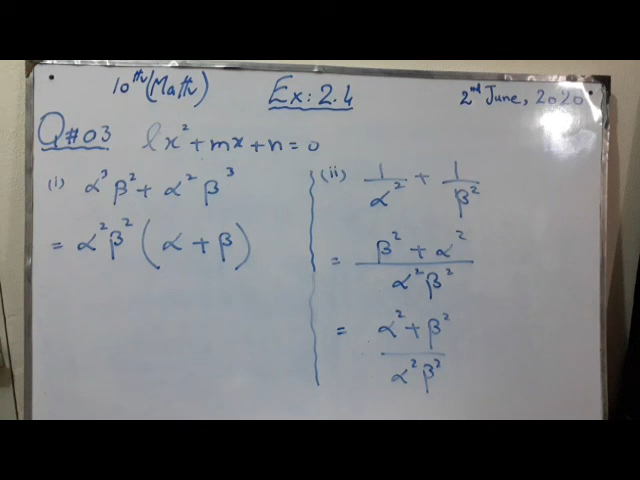 10th (Math) Ex: 2.4 2nd June, 2020
Q#03 lx² + mx + n = 0
(i) α³β² + α²β³
= α²β² (α + β)
(ii) 1/α² + 1/β²
= β² + α² / α²β²
= α² + β² / α²β²